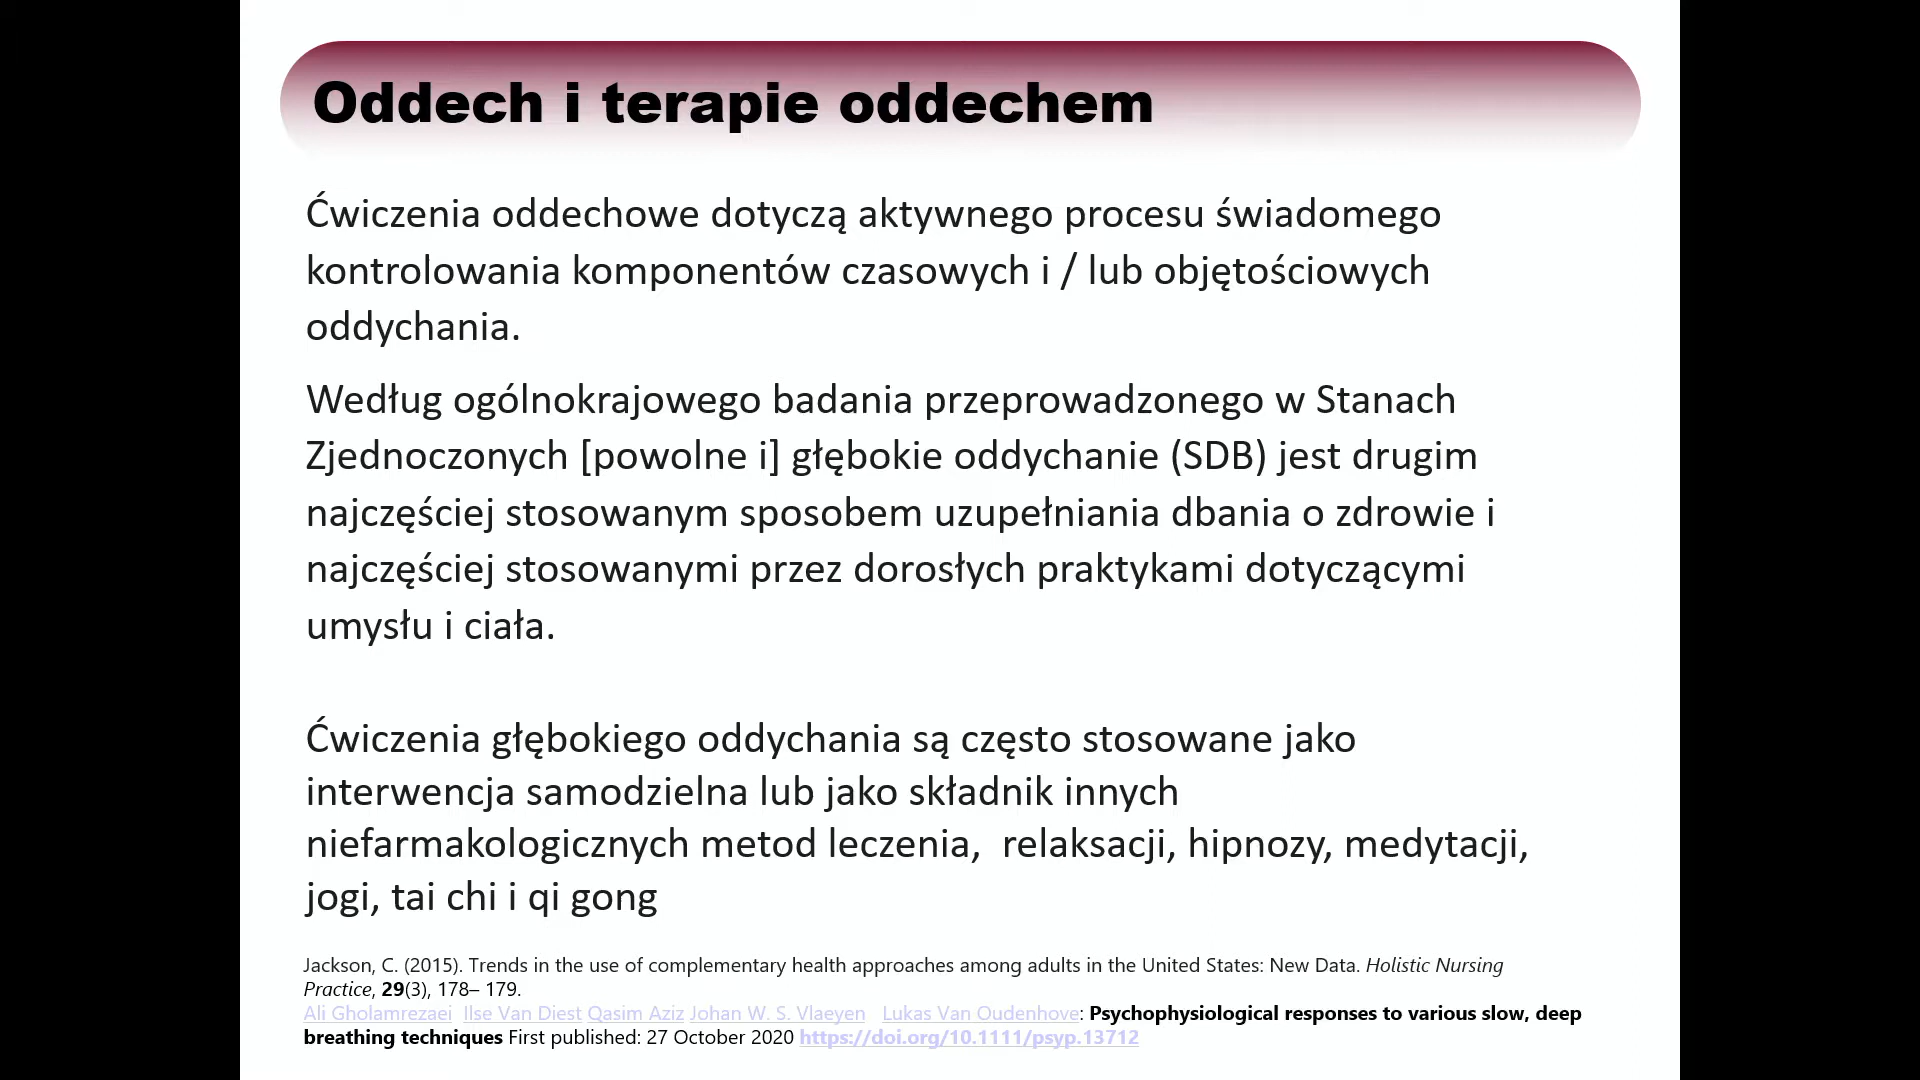 Oddech i terapie oddechem
Ćwiczenia oddechowe dotyczą aktywnego procesu świadomego
kontrolowania komponentów czasowych i / lub objętościowych
oddychania.
Według ogólnokrajowego badania przeprowadzonego w Stanach
Zjednoczonych [powolne i] głębokie oddychanie (SDB) jest drugim
najczęściej stosowanym sposobem uzupełniania dbania o zdrowie i
najczęściej stosowanymi przez dorosłych praktykami dotyczącymi
umysłu i ciała.
Ćwiczenia głębokiego oddychania są często stosowane jako
interwencja samodzielna lub jako składnik innych
niefarmakologicznych metod leczenia,  relaksacji, hipnozy, medytacji,
jogi, tai chi i qi gong
Jackson, C. (2015). Trends in the use of complementary health approaches among adults in the United States: New Data. Holistic Nursing
Practice, 29(3), 178– 179.
Ali Gholamrezaei  Ilse Van Diest Qasim Aziz Johan W. S. Vlaeyen   Lukas Van Oudenhove: Psychophysiological responses to various slow, deep
breathing techniques First published: 27 October 2020 https://doi.org/10.1111/psyp.13712